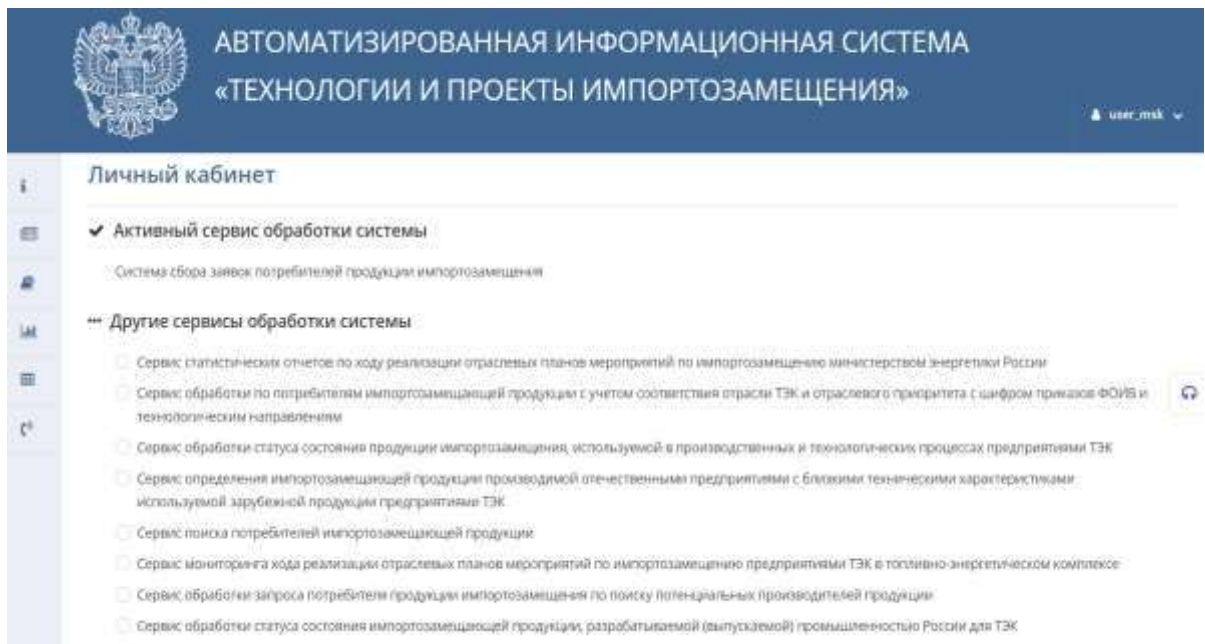 АВТОМАТИЗИРОВАННАЯ ИНФОРМАЦИОННАЯ СИСТЕМА
«ТЕХНОЛОГИИ И ПРОЕКТЫ ИМПОРТОЗАМЕЩЕНИЯ»
user_msk
Личный кабинет
Активный сервис обработки системы
Система сбора заявок потребителей продукции импортозамещения
Другие сервисы обработки системы
Сервис статистических отчетов по ходу реализации отраслевых планов мероприятий по импортозамещению министерством энергетики России
Сервис обработки по потребителям импортозамещающей продукции с учетом соответствия отрасли ТЭК и отраслевого приоритета с шифром приказов ФОИВ и
технологическим направлениям
Сервис обработки статуса состояния продукции импортозамещения, используемой в производственных и технологических процессах предприятиями ТЭК
Сервис определения импортозамещающей продукции производимой отечественными предприятиями с близкими техническими характеристиками
используемой зарубежной продукции предприятиями ТЭК
Сервис поиска потребителей импортозамещающей продукции
Сервис мониторинга хода реализации отраслевых планов мероприятий по импортозамещению предприятиями ТЭК в топливно-энергетическом комплексе
Сервис обработки запроса потребителя продукции импортозамещения по поиску потенциальных производителей продукции
Сервис обработки статуса состояния импортозамещающей продукции, разрабатываемой (выпускаемой) промышленностью России для ТЭК